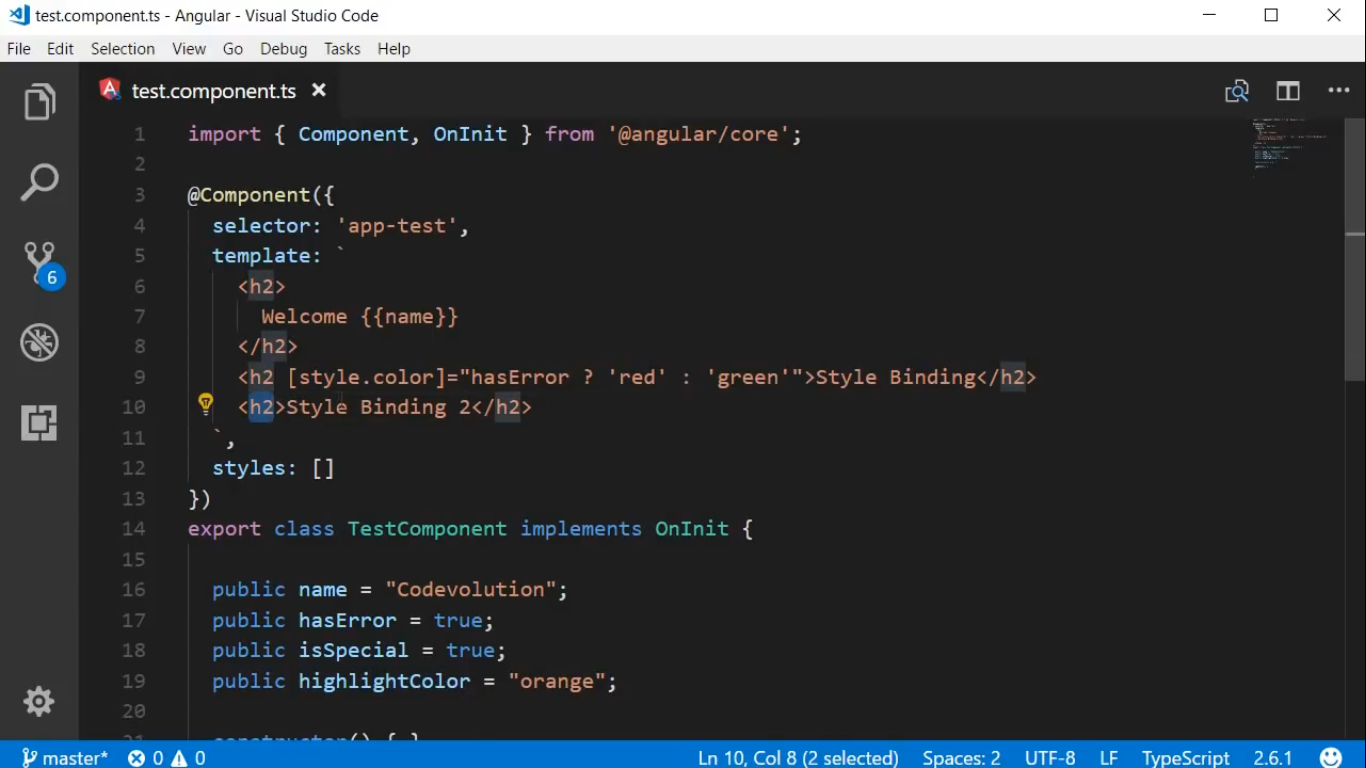 test.component.ts - Angular - Visual Studio Code
File Edit Selection View Go Debug Tasks Help
test.component.ts
1 import { Component, OnInit } from '@angular/core';
2
3 @Component({
4 selector: 'app-test',
5 template: `
6 <h2>
7 Welcome {{name}}
8 </h2>
9 <h2 [style.color]="hasError ? 'red' : 'green'">Style Binding</h2>
10 <h2>Style Binding 2</h2>
11 `,
12 styles: []
13 })
14 export class TestComponent implements OnInit {
15
16 public name = "Codevolution";
17 public hasError = true;
18 public isSpecial = true;
19 public highlightColor = "orange";
20
21 constructor() { }
6
master* 0 0 Ln 10, Col 8 (2 selected) Spaces: 2 UTF-8 LF TypeScript 2.6.1